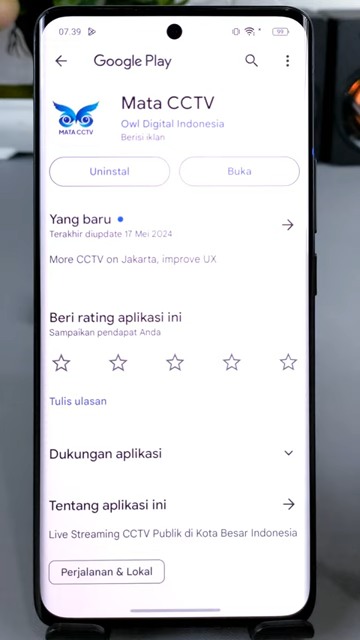 07.39
99
Google Play
MATA CCTV
Mata CCTV
Owl Digital Indonesia
Berisi iklan
Uninstal
Buka
Yang baru
Terakhir diupdate 17 Mei 2024
More CCTV on Jakarta, improve UX
Beri rating aplikasi ini
Sampaikan pendapat Anda
Tulis ulasan
Dukungan aplikasi
Tentang aplikasi ini
Live Streaming CCTV Publik di Kota Besar Indonesia
Perjalanan & Lokal